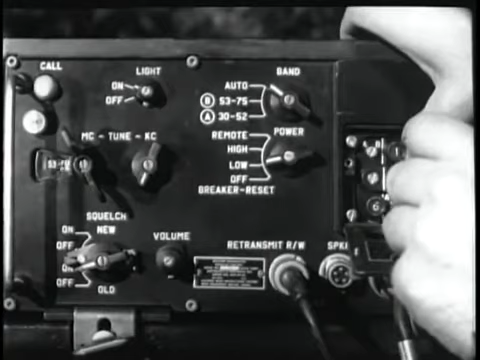 CALL
LIGHT
ON
OFF
BAND
AUTO
B 53-75
A 30-52
MC - TUNE - KC
POWER
REMOTE
HIGH
LOW
OFF
BREAKER-RESET
SQUELCH
NEW
ON
OFF
ON
OFF
OLD
VOLUME
RETRANSMIT R/W